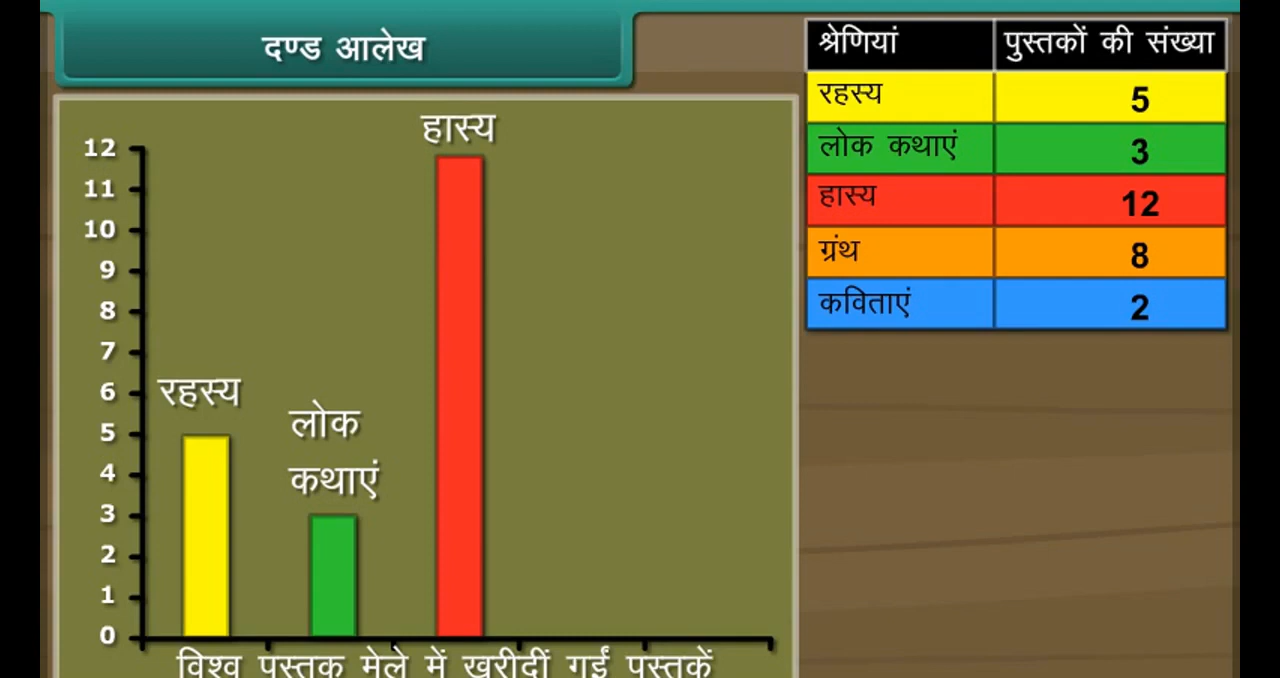 दण्ड आलेख
श्रेणियां पुस्तकों की संख्या
रहस्य 5
लोक कथाएं 3
हास्य 12
ग्रंथ 8
कविताएं 2
हास्य
12
11
10
9
8
7
6
5
4
3
2
1
0
रहस्य
लोक
कथाएं
विश्व पुस्तक मेले में खरीदीं गईं पुस्तकें